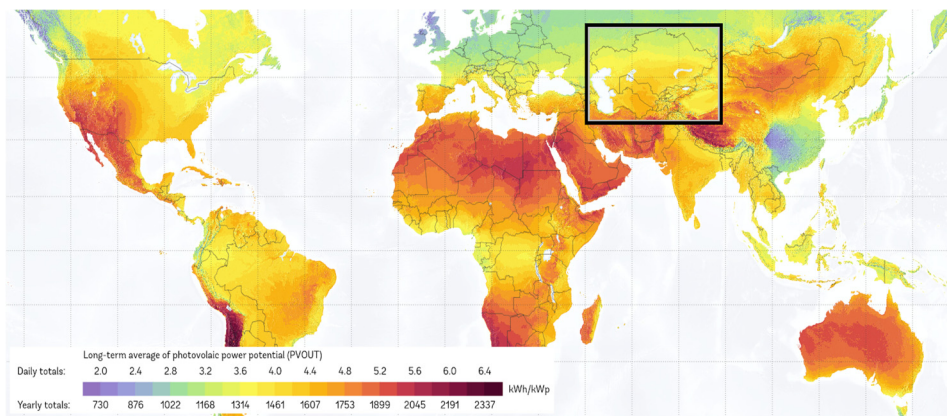 Long-term average of photovolaic power potential (PVOUT)
Daily totals: 2.0 2.4 2.8 3.2 3.6 4.0 4.4 4.8 5.2 5.6 6.0 6.4
kWh/kWp
Yearly totals: 730 876 1022 1168 1314 1461 1607 1753 1899 2045 2191 2337